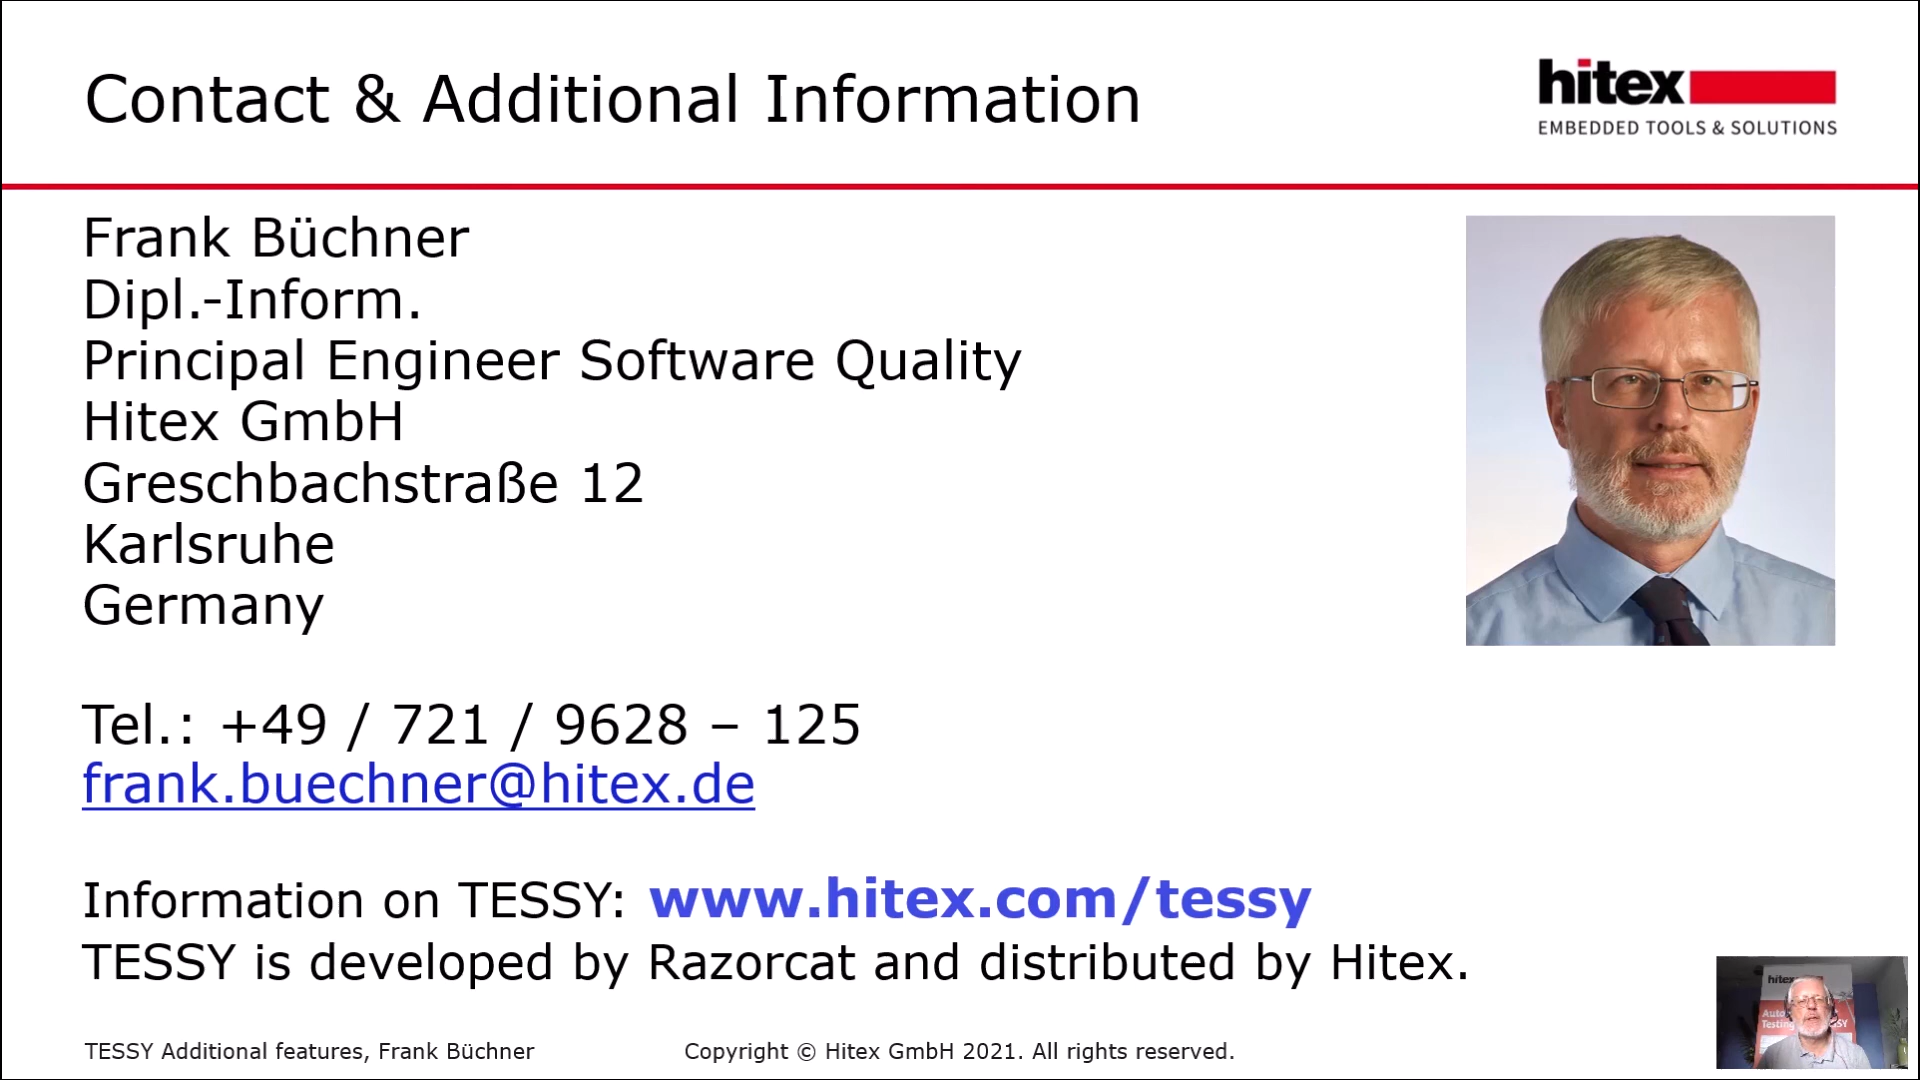 Contact & Additional Information
hitex
EMBEDDED TOOLS & SOLUTIONS
Frank Büchner
Dipl.-Inform.
Principal Engineer Software Quality
Hitex GmbH
Greschbachstraße 12
Karlsruhe
Germany
Tel.: +49 / 721 / 9628 – 125
frank.buechner@hitex.de
Information on TESSY: www.hitex.com/tessy
TESSY is developed by Razorcat and distributed by Hitex.
hitex
TESSY Additional features, Frank Büchner
Copyright © Hitex GmbH 2021. All rights reserved.